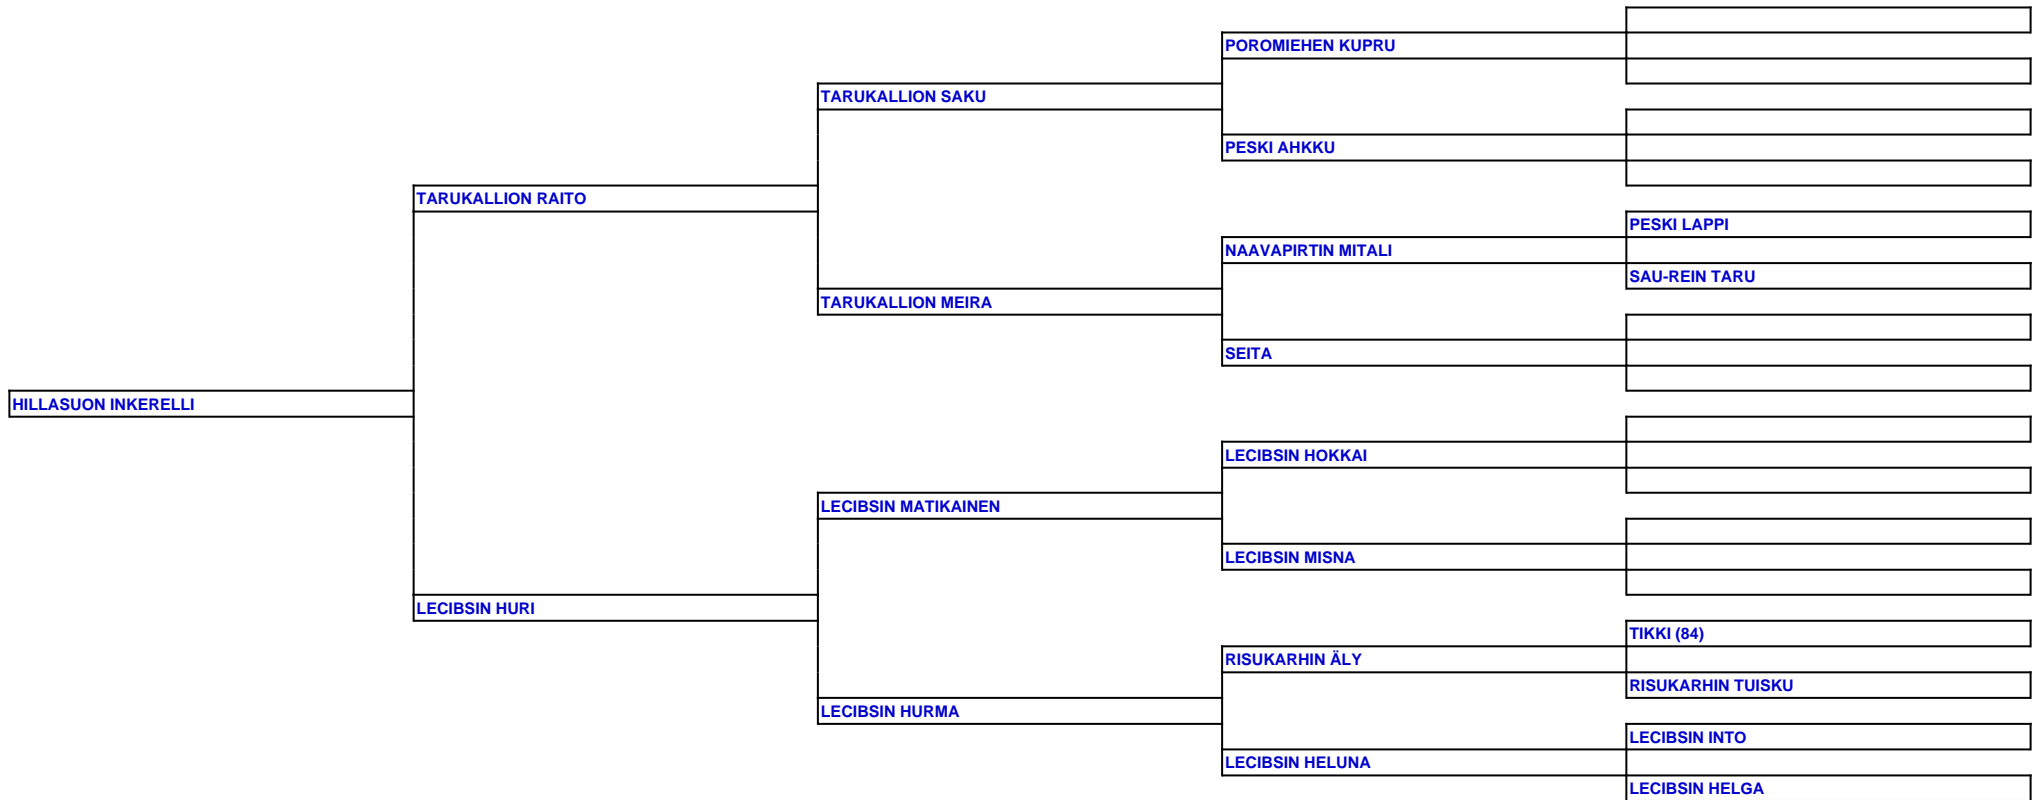 POROMIEHEN KUPRU
TARUKALLION SAKU
PESKI AHKKU
TARUKALLION RAITO
PESKI LAPPI
NAAVAPIRTIN MITALI
SAU-REIN TARU
TARUKALLION MEIRA
SEITA
HILLASUON INKERELLI
LECIBSIN HOKKAI
LECIBSIN MATIKAINEN
LECIBSIN MISNA
LECIBSIN HURI
TIKKI (84)
RISUKARHIN ÄLY
RISUKARHIN TUISKU
LECIBSIN HURMA
LECIBSIN INTO
LECIBSIN HELUNA
LECIBSIN HELGA